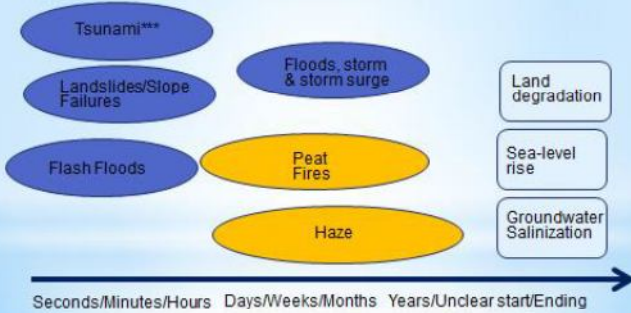 Tsunami***
Landslides/Slope
Failures
Flash Floods
Floods, storm
& storm surge
Peat
Fires
Haze
Land
degradation
Sea-level
rise
Groundwater
Salinization
Seconds/Minutes/Hours Days/Weeks/Months Years/Unclear start/Ending